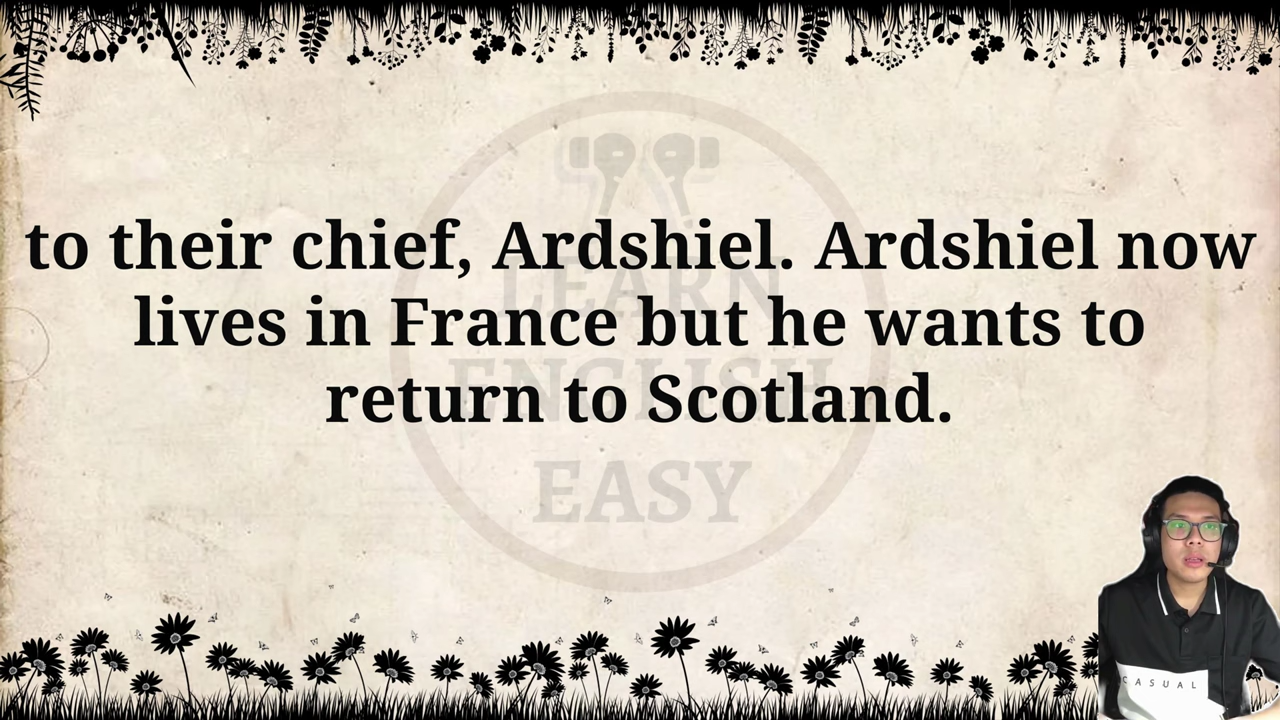 to their chief, Ardshiel. Ardshiel now
lives in France but he wants to
return to Scotland.
LEARN
ENGLISH
EASY
CASUAL